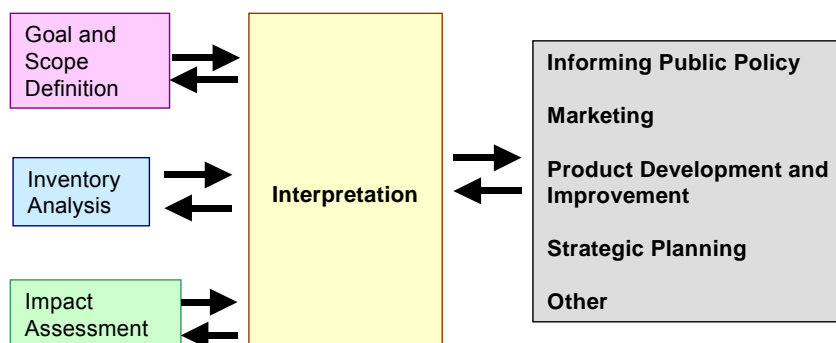 Goal and
Scope
Definition
Inventory
Analysis
Impact
Assessment
Interpretation
Informing Public Policy
Marketing
Product Development and
Improvement
Strategic Planning
Other